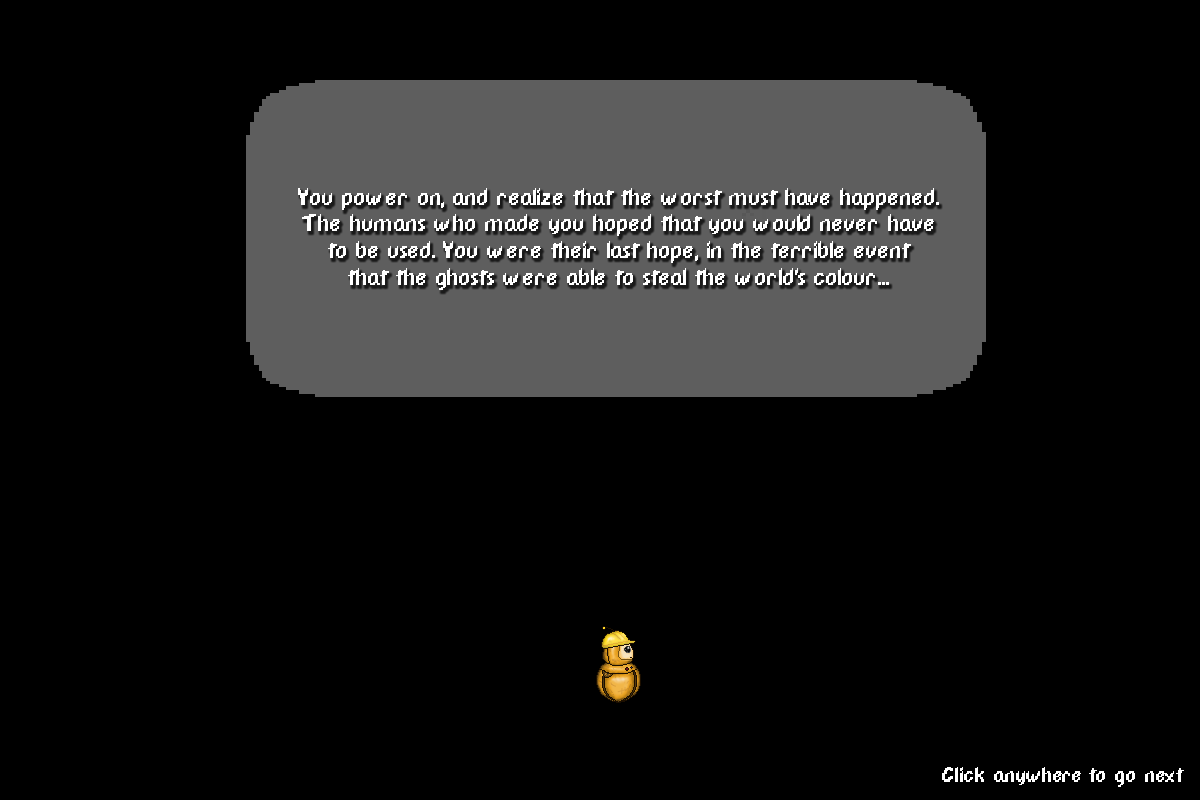 You power on, and realize that the worst must have happened.
The humans who made you hoped that you would never have
to be used. You were their last hope, in the terrible event
that the ghosts were able to steal the world's colour...
Click anywhere to go next